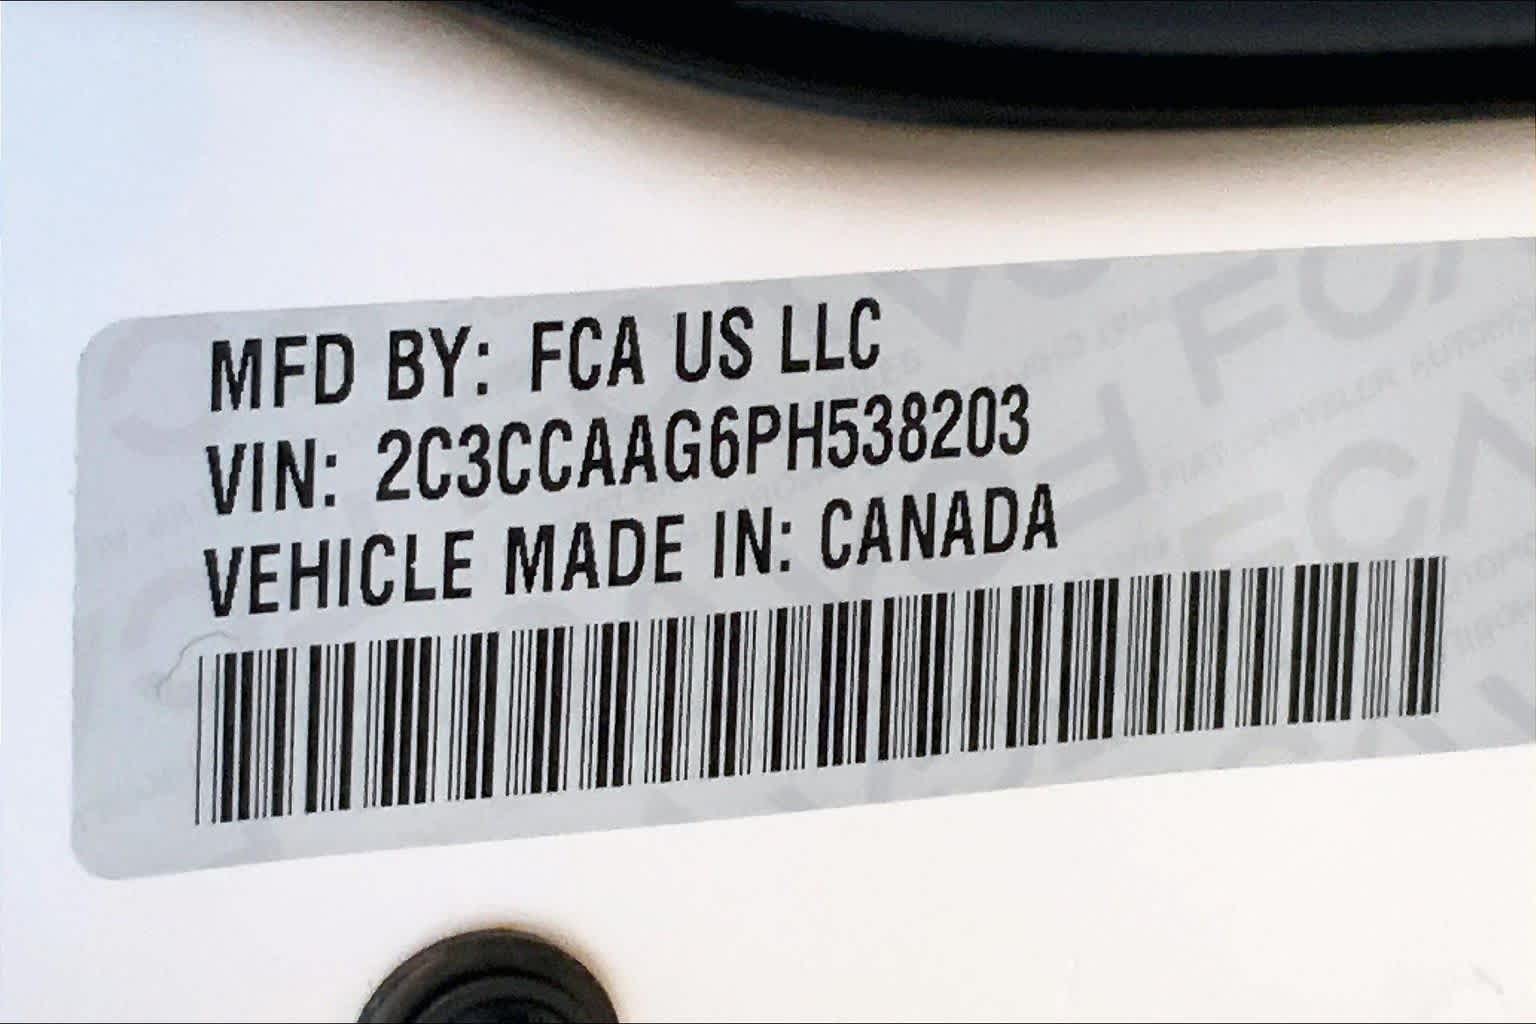 MFD BY: FCA US LLC
VIN: 2C3CCAAG6PH538203
VEHICLE MADE IN: CANADA